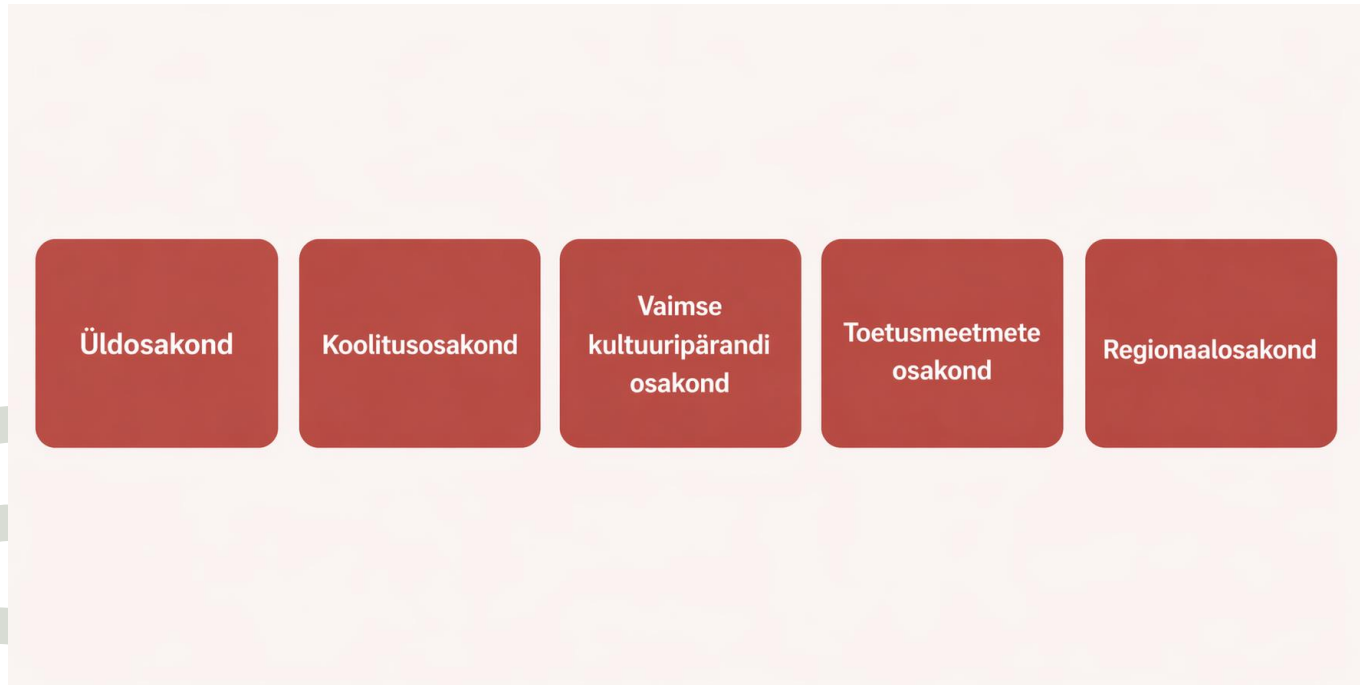 Üldosakond
Koolitusosakond
Vaimse
kultuuripärandi
osakond
Toetusmeetmete
osakond
Regionaalosakond